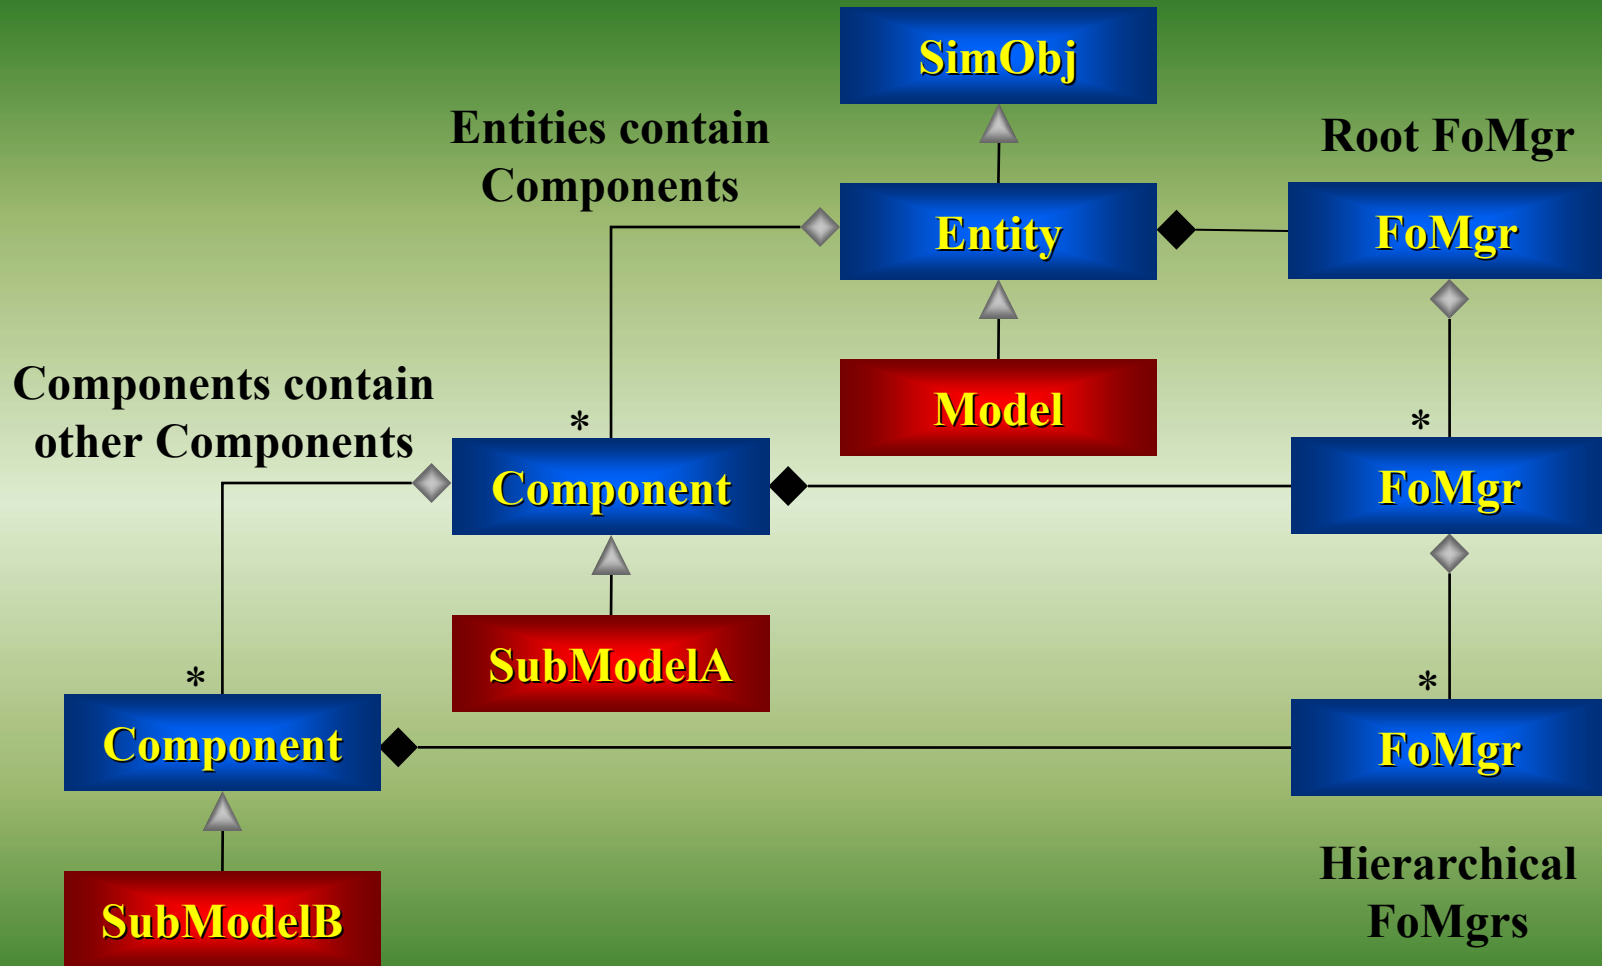 SimObj
Entities contain
Components
Root FoMgr
Entity
FoMgr
Components contain
other Components
Model
*
*
Component
FoMgr
SubModelA
*
*
Component
FoMgr
Hierarchical
FoMgrs
SubModelB